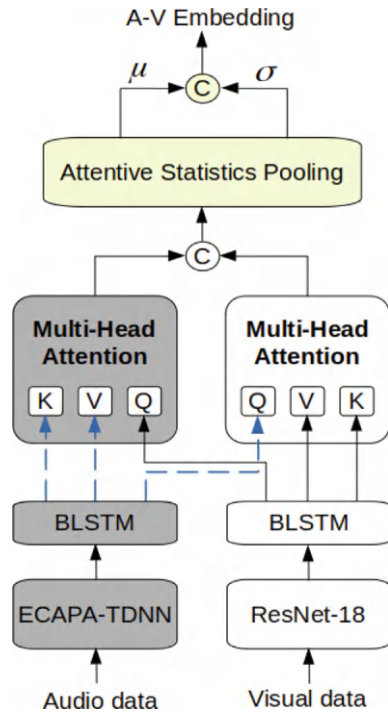 A-V Embedding
μ C σ
Attentive Statistics Pooling
C
Multi-Head Multi-Head
Attention Attention
K V Q Q V K
BLSTM BLSTM
ECAPA-TDNN ResNet-18
Audio data Visual data